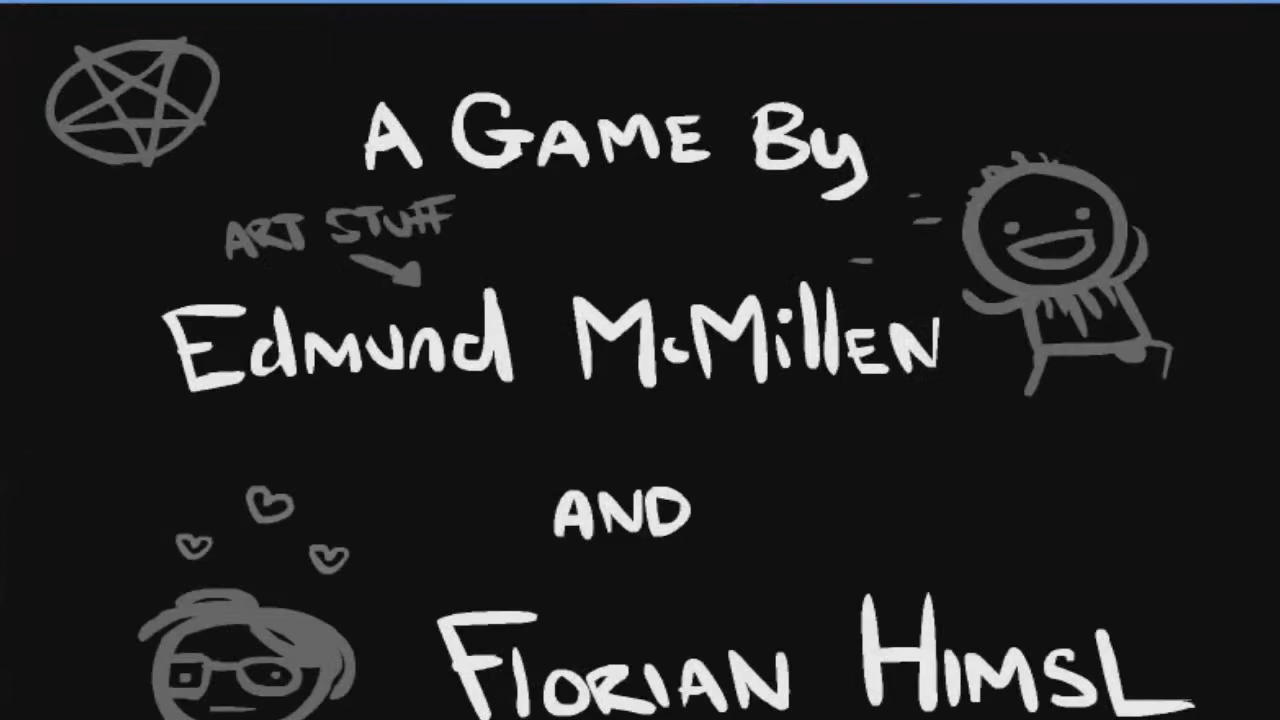 A GAME By
ART STUFF
Edmund McMillEN
AND
FlORIAN HIMSL